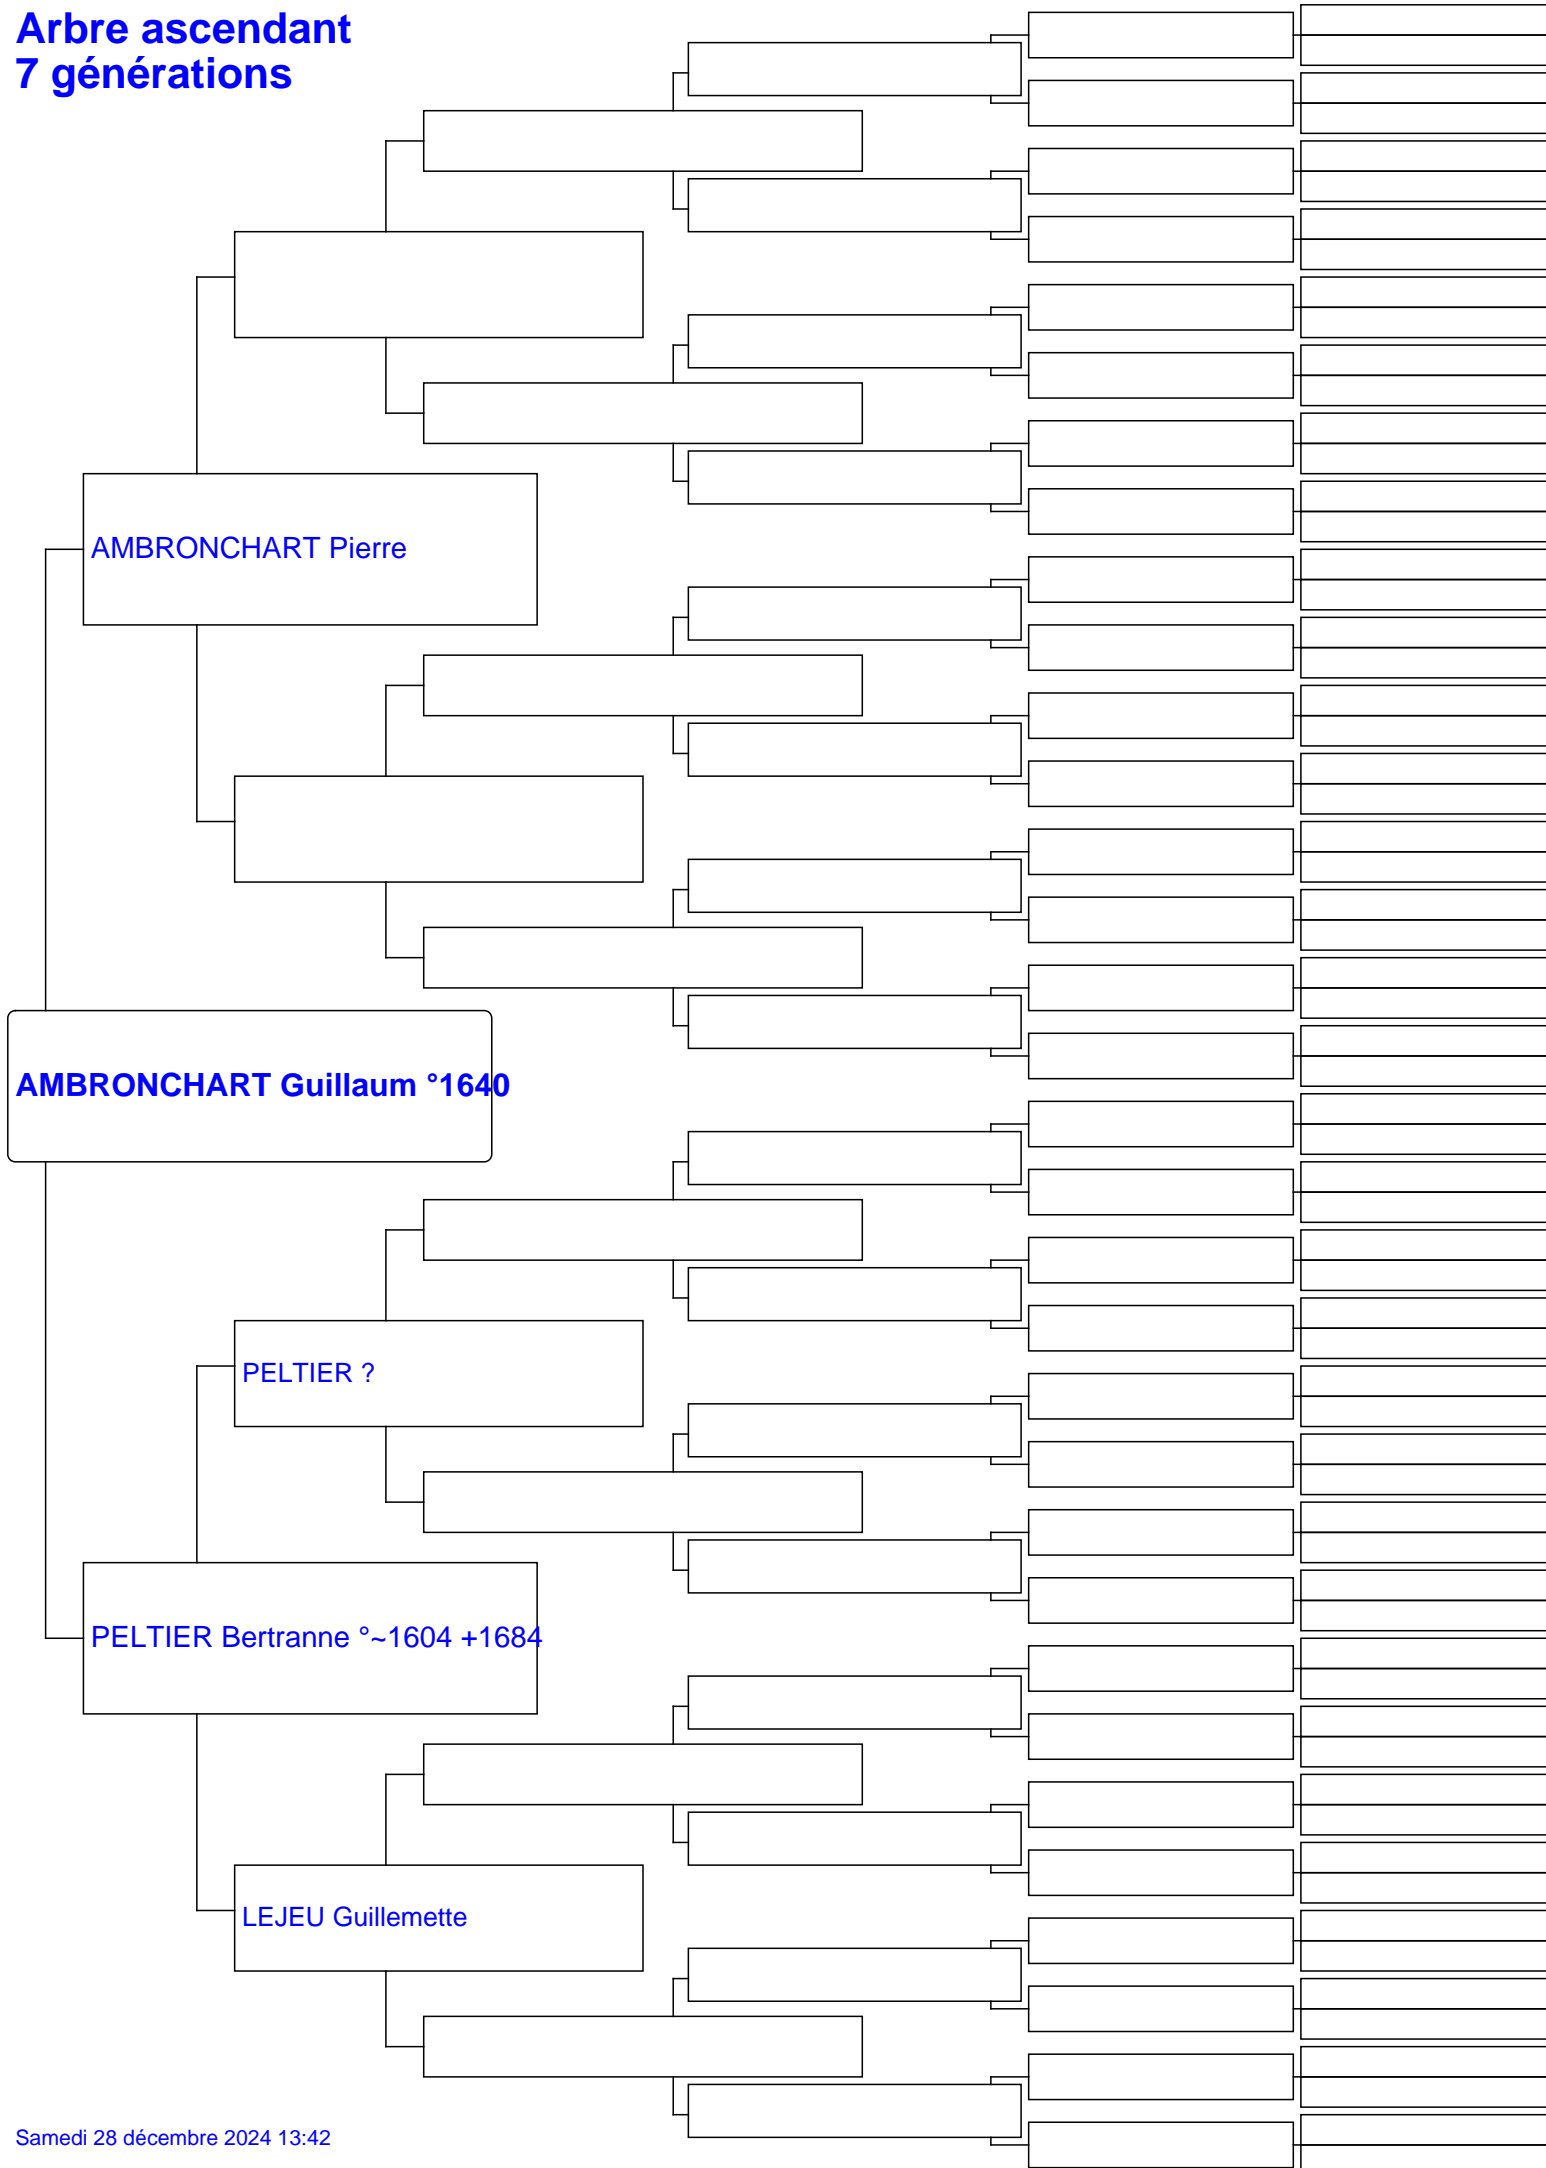 Arbre ascendant
7 générations
AMBRONCHART Pierre
AMBRONCHART Guillaum °1640
PELTIER ?
PELTIER Bertranne °~1604 +1684
LEJEU Guillemette
Samedi 28 décembre 2024 13:42